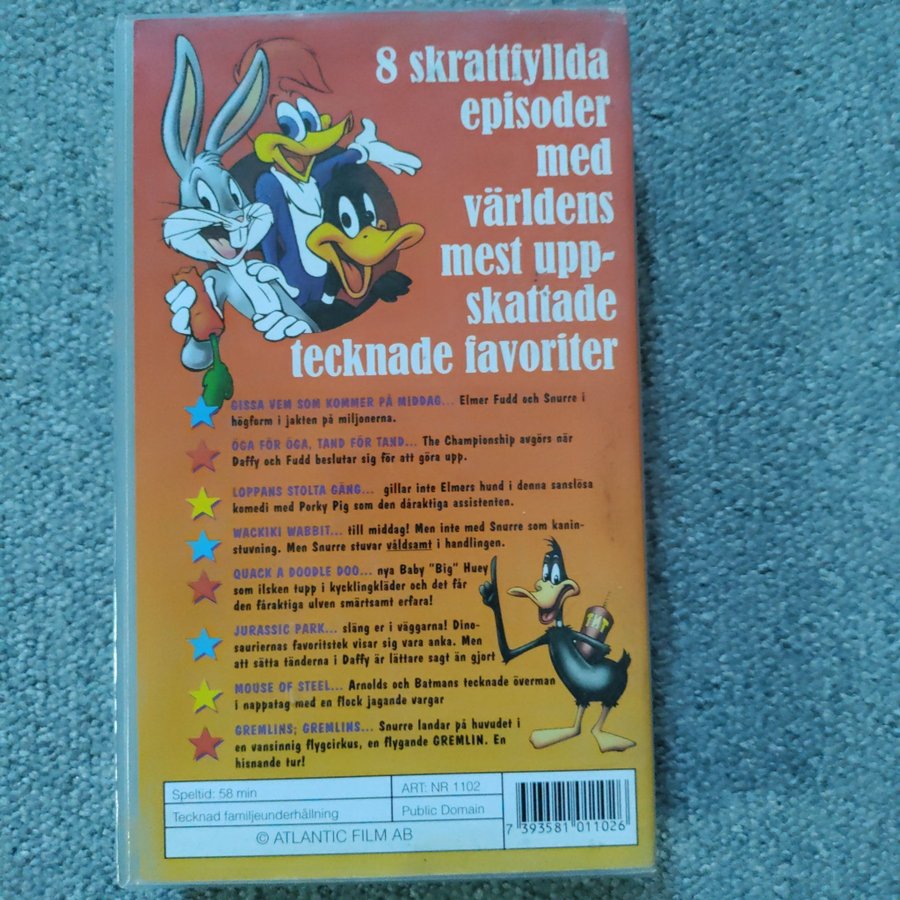 8 skrattfyllda
episoder
med
världens
mest upp-
skattade
tecknade favoriter
GISSA VEM SOM KOMMER PÅ MIDDAG... Elmer Fudd och Snurre i
högform i jakten på miljonerna.
ÖGA FÖR ÖGA, TAND FÖR TAND... The Championship avgörs när
Daffy och Fudd beslutar sig för att göra upp.
LOPPANS STOLTA GÄNG... gillar inte Elmers hund i denna sanslösa
komedi med Porky Pig som den dåraktiga assistenten.
WACKIKI WABBIT... till middag! Men inte med Snurre som kanin-
stuvning. Men Snurre stuvar våldsamt i handlingen.
QUACK A DOODLE DOO... nya Baby "Big" Huey
som ilsken tupp i kycklingkläder och det får
den fåraktiga ulven smärtsamt erfara!
JURASSIC PARK... släng er i väggarna! Dino-
sauriernas favoritstek visar sig vara anka. Men
att sätta tänderna i Daffy är lättare sagt än gjort
MOUSE OF STEEL... Arnolds och Batmans tecknade överman
i nappatag med en flock jagande vargar
GREMLINS; GREMLINS... Snurre landar på huvudet i
en vansinnig flygcirkus, en flygande GREMLIN. En
hisnande tur!
TNT
Speltid: 58 min
ART: NR 1102
Tecknad familjeunderhållning
Public Domain
© ATLANTIC FILM AB
7 393581 011026